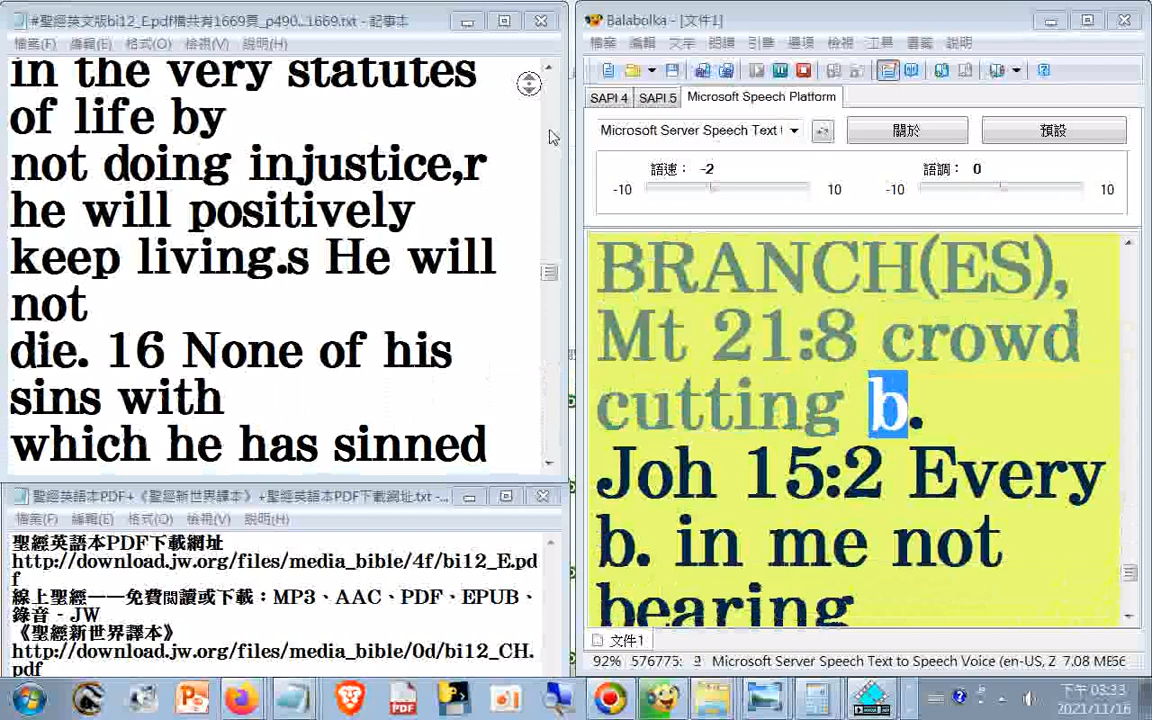 #聖經英文版bi12_E.pdf橫共有1669頁_p490...1669.txt - 記事本
檔案(F) 編輯(E) 格式(O) 檢視(V) 說明(H)
in the very statutes
of life by
not doing injustice,r
he will positively
keep living.s He will
not
die. 16 None of his
sins with
which he has sinned
聖經英語本PDF+《聖經新世界譯本》+聖經英語本PDF下載網址.txt -...
檔案(F) 編輯(E) 格式(O) 檢視(V) 說明(H)
聖經英語本PDF下載網址
http://download.jw.org/files/media_bible/4f/bi12_E.pd
f
線上聖經——免費閱讀或下載：MP3、AAC、PDF、EPUB、
錄音 - JW
《聖經新世界譯本》
http://download.jw.org/files/media_bible/0d/bi12_CH.
pdf
Balabolka - [文件1]
檔案 編輯 文字 朗讀 引擎 選項 檢視 工具 書籤 說明
SAPI 4 SAPI 5 Microsoft Speech Platform
Microsoft Server Speech Text 關於 預設
語速： -2 語調： 0
-10 10 -10 10
BRANCH(ES),
Mt 21:8 crowd
cutting b.
Joh 15:2 Every
b. in me not
bearing
文件1
92% 576775: Microsoft Server Speech Text to Speech Voice (en-US, Z 7.08 ME
PDF
下午 03:33
2021/11/16